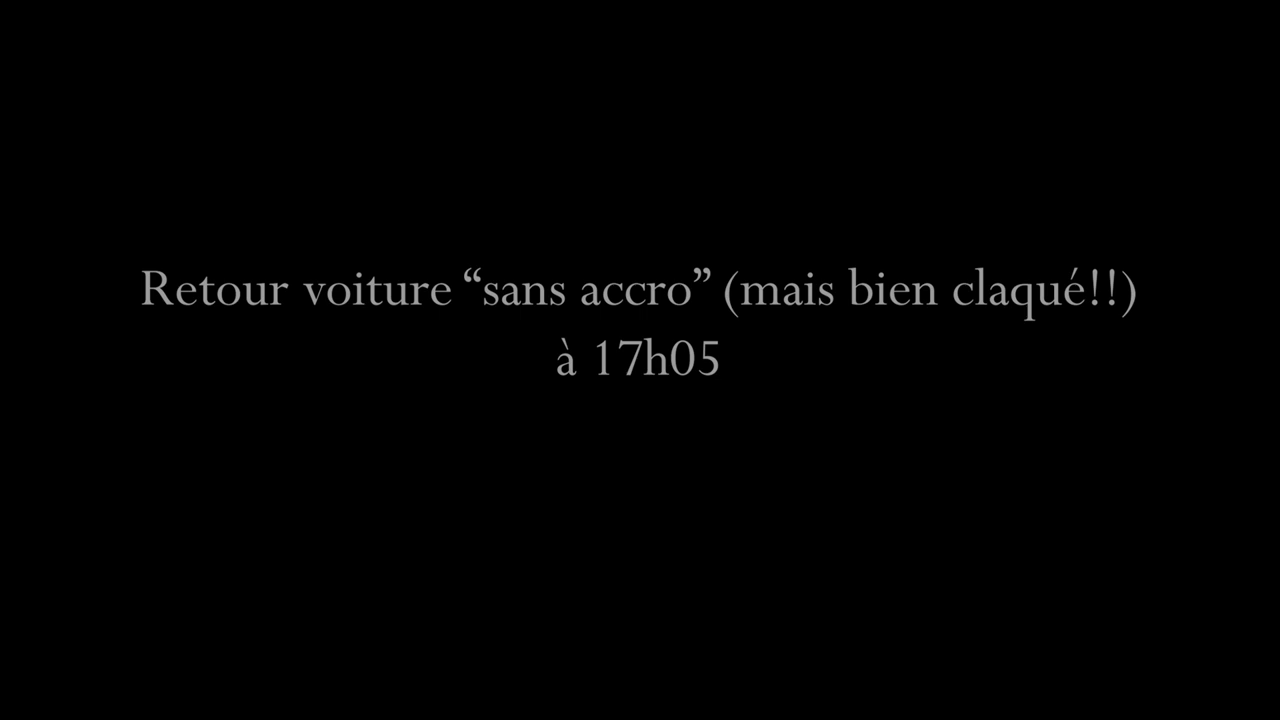 Retour voiture “sans accro” (mais bien claqué!!)
à 17h05